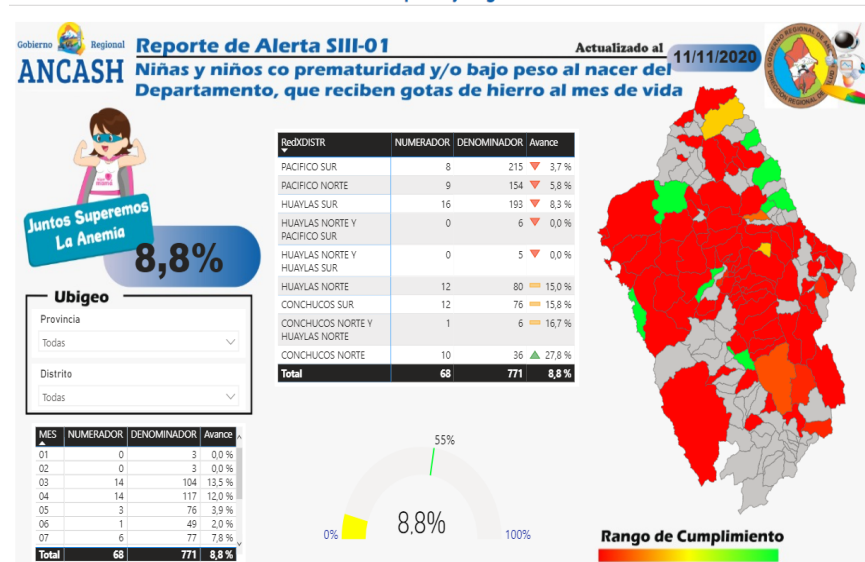 Gobierno Regional
ANCASH
Reporte de Alerta SIII-01
Actualizado al 11/11/2020
Niñas y niños co prematuridad y/o bajo peso al nacer del
Departamento, que reciben gotas de hierro al mes de vida
Juntos Superemos
La Anemia
8,8%
Ubigeo
Provincia
Todas
Distrito
Todas
RedXDISTR NUMERADOR DENOMINADOR Avance
PACIFICO SUR 8 215 3,7 %
PACIFICO NORTE 9 154 5,8 %
HUAYLAS SUR 16 193 8,3 %
HUAYLAS NORTE Y 0 6 0,0 %
PACIFICO SUR
HUAYLAS NORTE Y 0 5 0,0 %
HUAYLAS SUR
HUAYLAS NORTE 12 80 15,0 %
CONCHUCOS SUR 12 76 15,8 %
CONCHUCOS NORTE Y 1 6 16,7 %
HUAYLAS NORTE
CONCHUCOS NORTE 10 36 27,8 %
Total 68 771 8,8 %
MES NUMERADOR DENOMINADOR Avance
01 0 3 0,0 %
02 0 3 0,0 %
03 14 104 13,5 %
04 14 117 12,0 %
05 3 76 3,9 %
06 1 49 2,0 %
07 6 77 7,8 %
Total 68 771 8,8 %
55%
0%
8,8%
100%
Rango de Cumplimiento